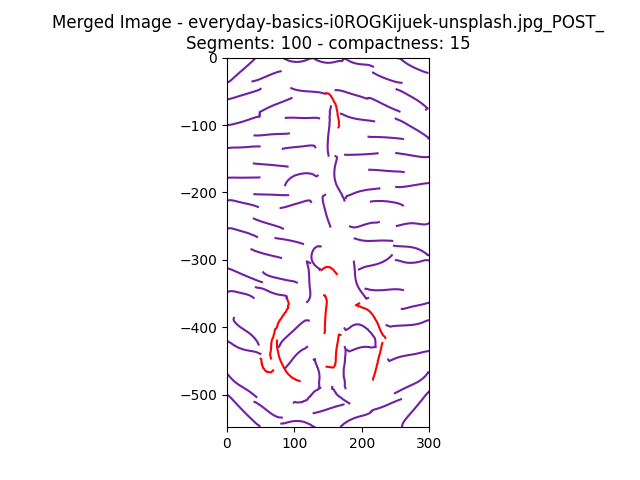 Merged Image - everyday-basics-i0ROGKijuek-unsplash.jpg_POST_
Segments: 100 - compactness: 15
0
−100
−200
−300
−400
−500
0 100 200 300